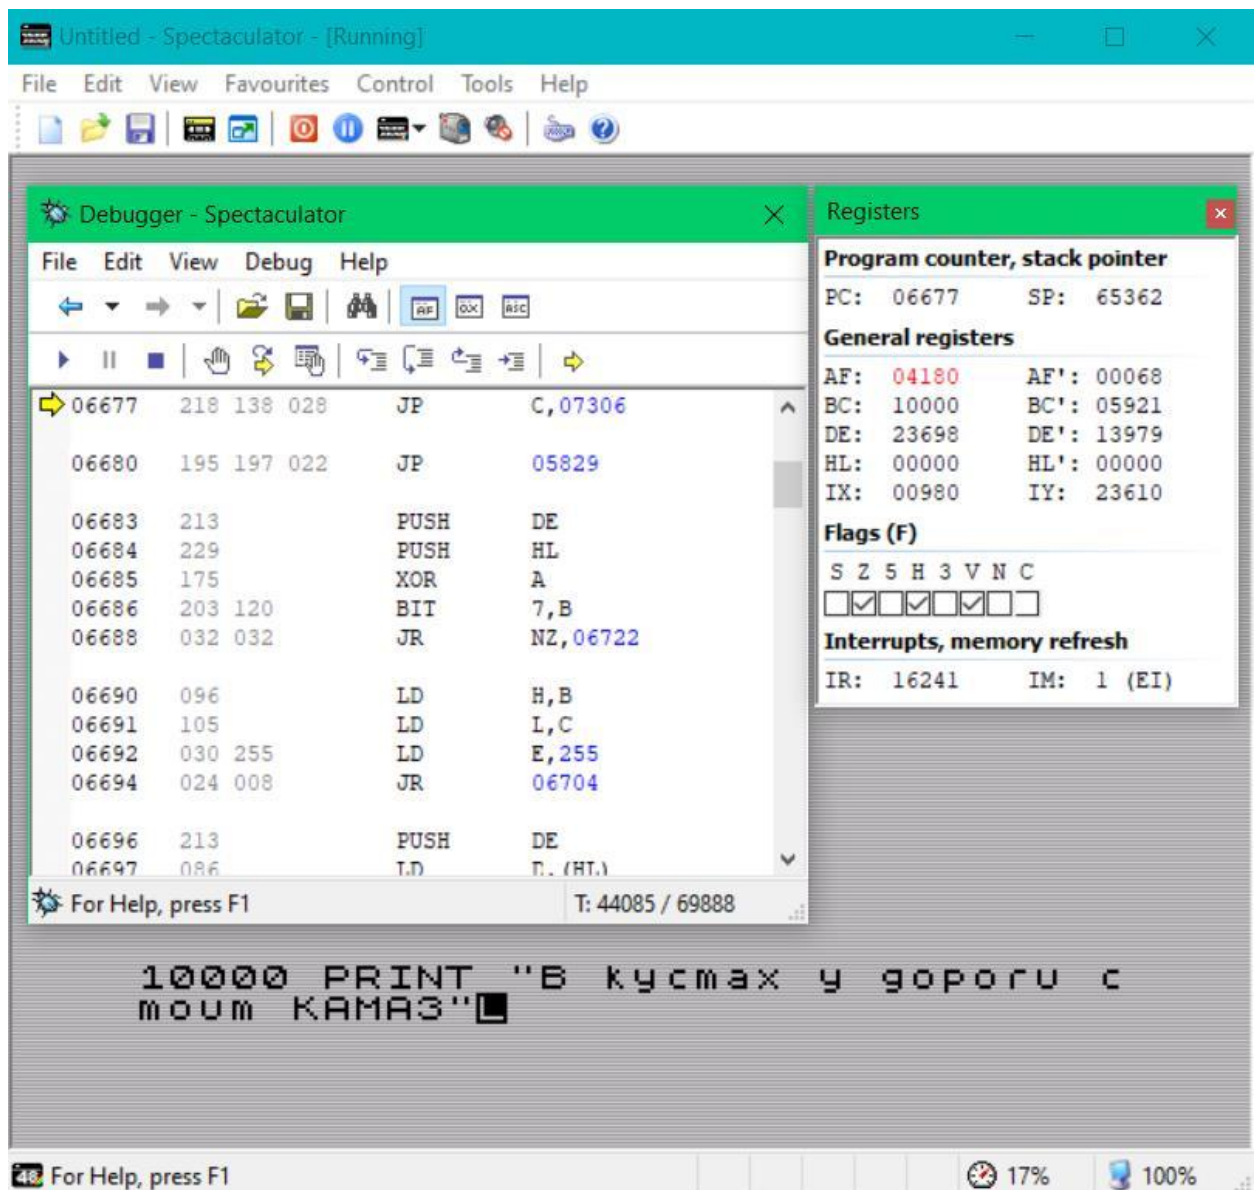 Untitled - Spectaculator - [Running]
File Edit View Favourites Control Tools Help
Debugger - Spectaculator
File Edit View Debug Help
06677 218 138 028 JP C,07306
06680 195 197 022 JP 05829
06683 213 PUSH DE
06684 229 PUSH HL
06685 175 XOR A
06686 203 120 BIT 7,B
06688 032 032 JR NZ,06722
06690 096 LD H,B
06691 105 LD L,C
06692 030 255 LD E,255
06694 024 008 JR 06704
06696 213 PUSH DE
06697 086 LD D,(HL)
For Help, press F1 T: 44085 / 69888
Registers
Program counter, stack pointer
PC: 06677 SP: 65362
General registers
AF: 04180 AF': 00068
BC: 10000 BC': 05921
DE: 23698 DE': 13979
HL: 00000 HL': 00000
IX: 00980 IY: 23610
Flags (F)
S Z 5 H 3 V N C
Interrupts, memory refresh
IR: 16241 IM: 1 (EI)
10000 PRINT "B kycmax y goporu c
moum KAMA3"L
For Help, press F1 17% 100%